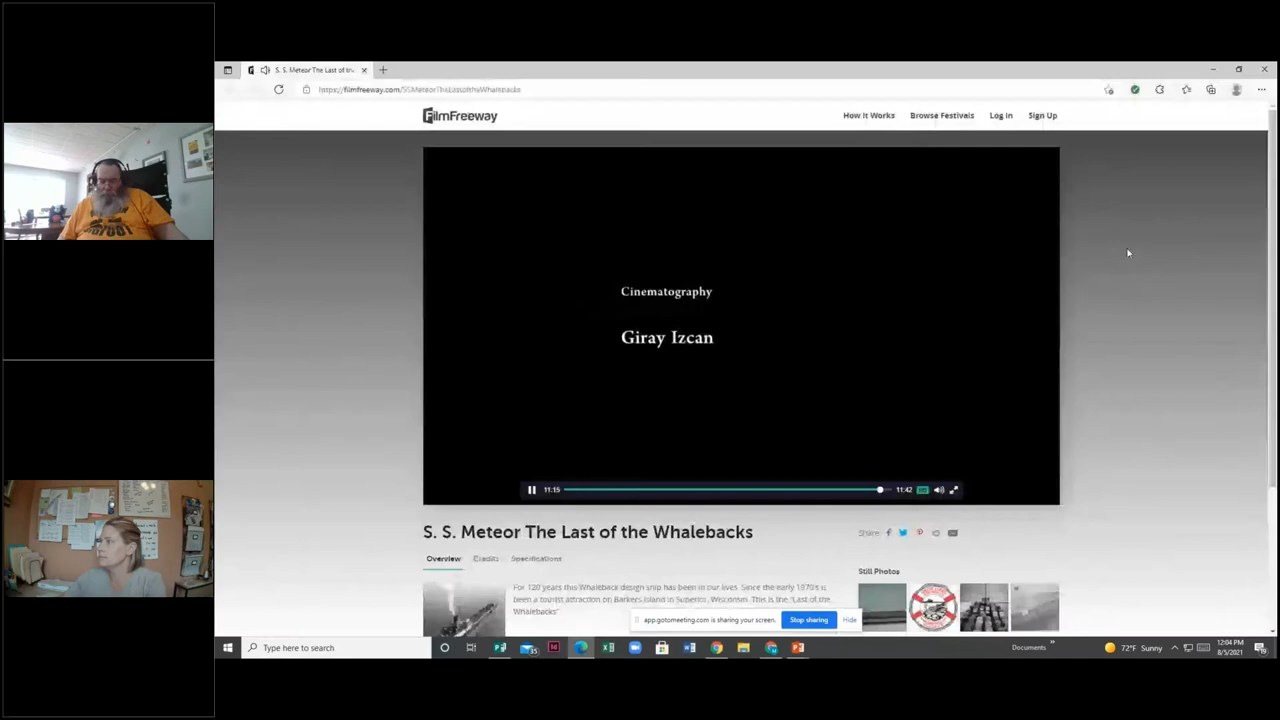 S. S. Meteor The Last of th
https://filmfreeway.com/SSMeteorTheLastoftheWhalebacks
FilmFreeway
How It Works
Browse Festivals
Log in
Sign Up
Cinematography
Giray Izcan
11:15
11:42
HD
S. S. Meteor The Last of the Whalebacks
Share
Overview
Credits
Specifications
Still Photos
For 120 years this Whaleback design ship has been in our lives. Since the early 1970's is
been a tourist attraction on Barkers Island in Superior, Wisconsin. This is the "Last of the
Whalebacks"
app.gotomeeting.com is sharing your screen.
Stop sharing
Hide
Type here to search
35
Documents
72°F Sunny
12:04 PM
8/5/2021